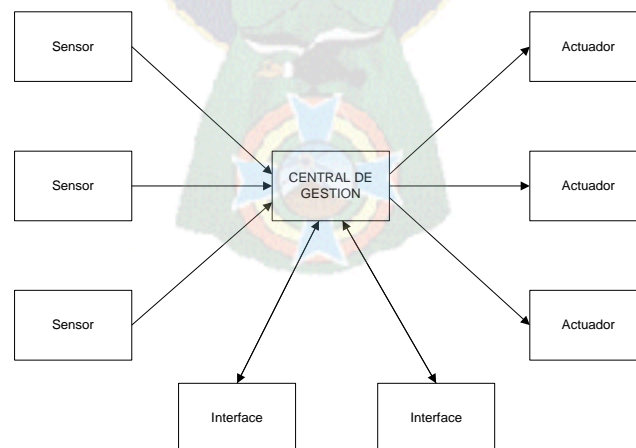 Sensor
Actuador
Sensor
CENTRAL DE
GESTION
Actuador
Sensor
Actuador
Interface
Interface